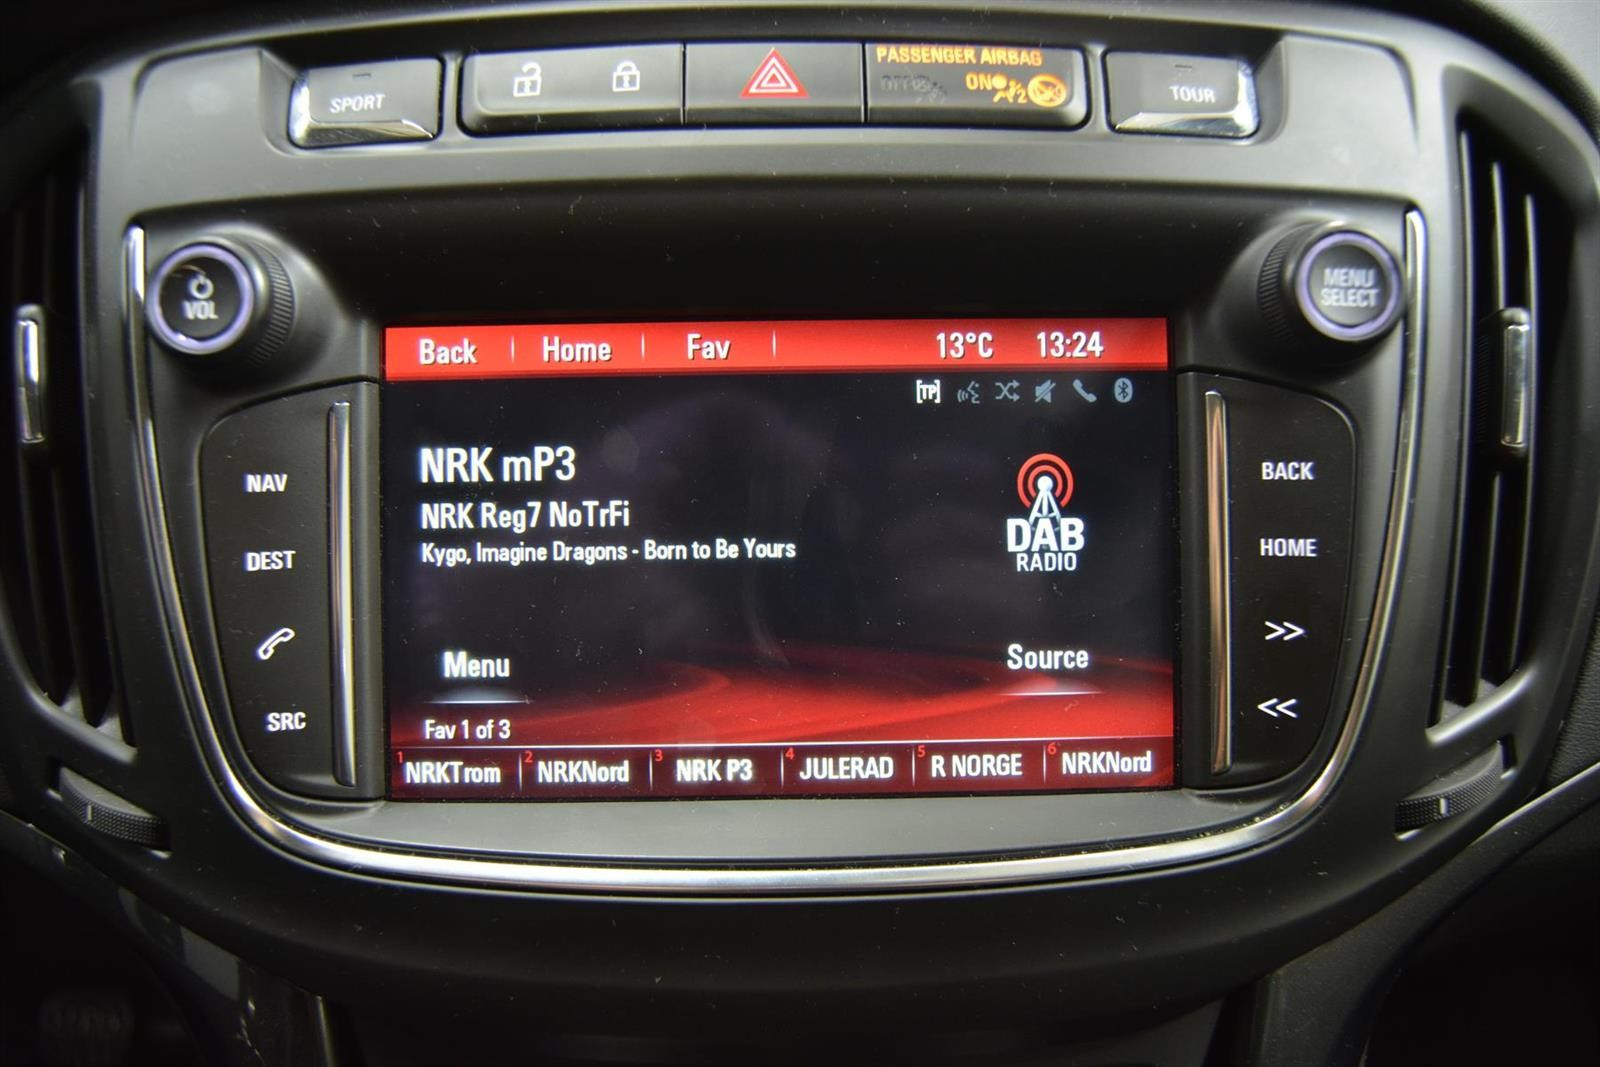 SPORT
PASSENGER AIRBAG
OFF ON
TOUR
VOL
MENU
SELECT
Back Home Fav 13°C 13:24
[TP]
NRK mP3
NRK Reg7 NoTrFi
Kygo, Imagine Dragons - Born to Be Yours
DAB
RADIO
Menu
Source
Fav 1 of 3
1 NRKTrom 2 NRKNord 3 NRK P3 4 JULERAD 5 R NORGE 6 NRKNord
NAV
DEST
SRC
BACK
HOME
>>
<<